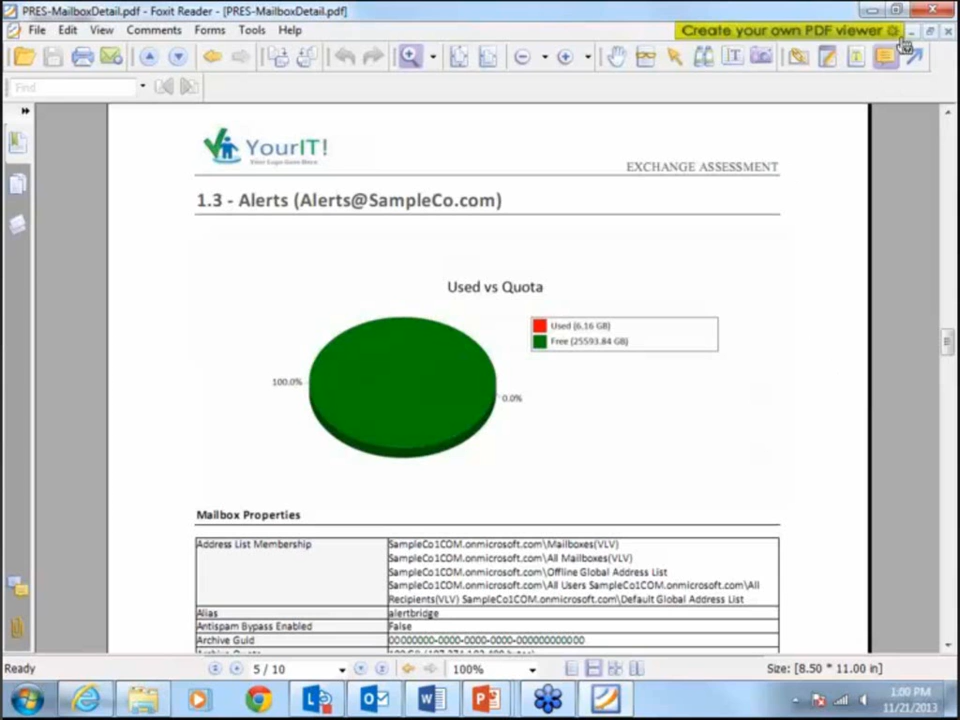 PRES-MailboxDetail.pdf - Foxit Reader - [PRES-MailboxDetail.pdf]
File Edit View Comments Forms Tools Help
Create your own PDF viewer
Find
YourIT!
Your Logo Goes Here
EXCHANGE ASSESSMENT
1.3 - Alerts (Alerts@SampleCo.com)
Used vs Quota
Used (6.16 GB)
Free (25593.84 GB)
100.0%
0.0%
Mailbox Properties
Address List Membership SampleCo1COM.onmicrosoft.com\Mailboxes(VLV)
SampleCo1COM.onmicrosoft.com\All Mailboxes(VLV)
SampleCo1COM.onmicrosoft.com\Offline Global Address List
SampleCo1COM.onmicrosoft.com\All Users SampleCo1COM.onmicrosoft.com\All
Recipients(VLV) SampleCo1COM.onmicrosoft.com\Default Global Address List
Alias alertbridge
Antispam Bypass Enabled False
Archive Guid 00000000-0000-0000-0000-000000000000
Ready 5 / 10 100% Size: [8.50 * 11.00 in]
1:00 PM
11/21/2013